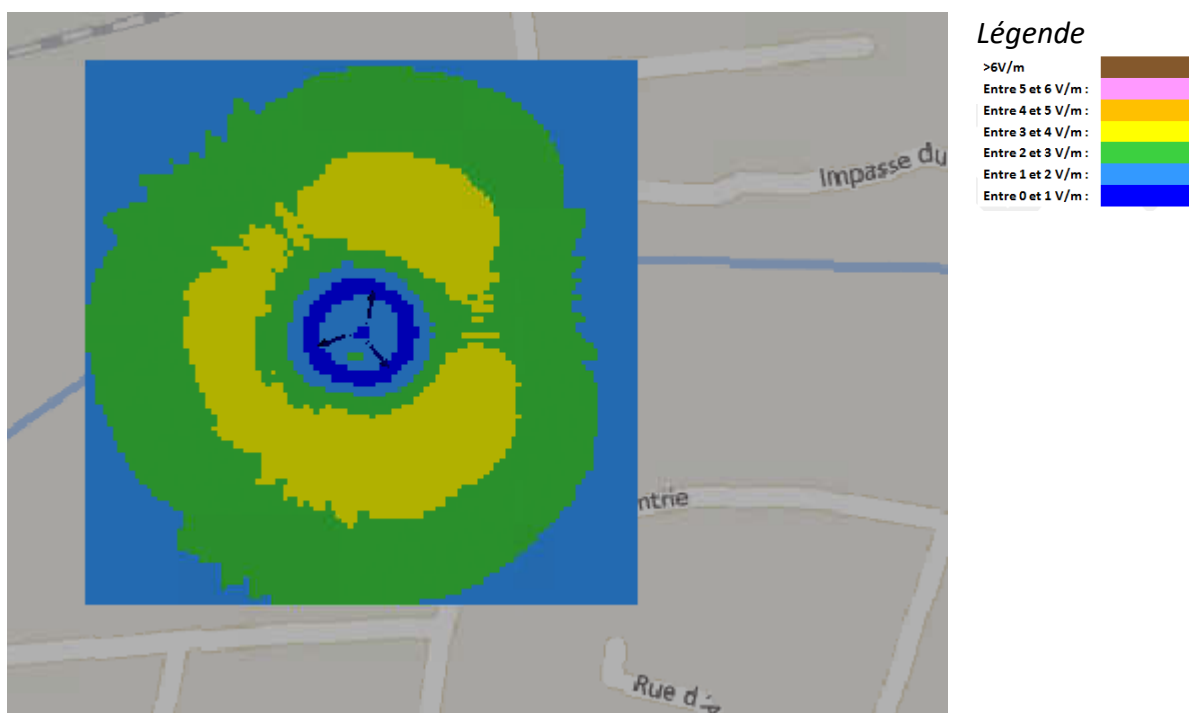 Légende
>6V/m
Entre 5 et 6 V/m :
Entre 4 et 5 V/m :
Entre 3 et 4 V/m :
Entre 2 et 3 V/m :
Entre 1 et 2 V/m :
Entre 0 et 1 V/m :
Impasse du
ntrie
Rue d